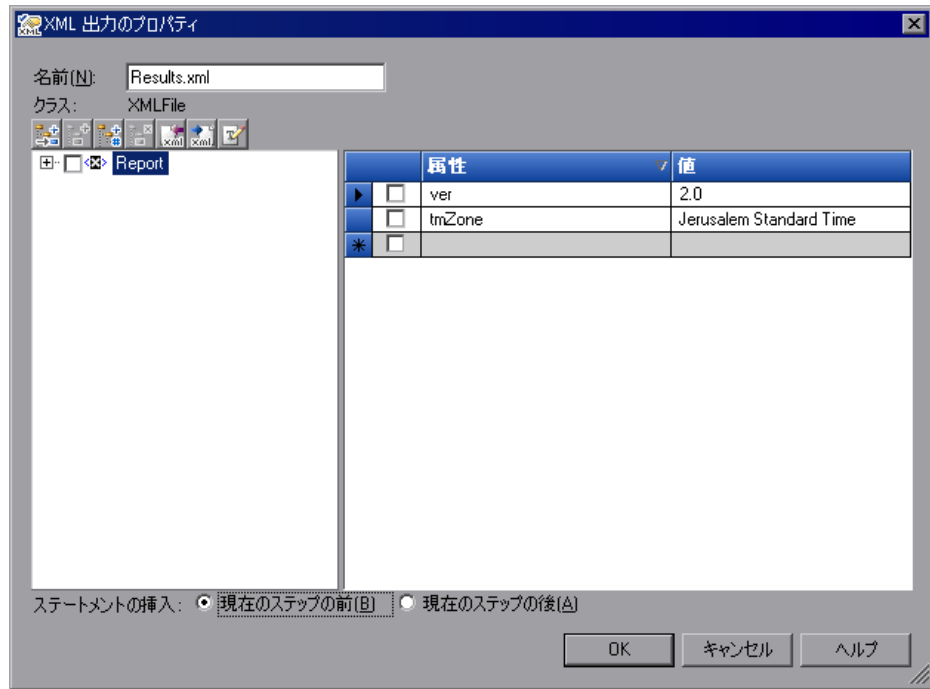 XML 出力のプロパティ
名前(N): Results.xml
クラス: XMLFile
Report
属性 値
ver 2.0
tmZone Jerusalem Standard Time
ステートメントの挿入: 現在のステップの前(B) 現在のステップの後(A)
OK キャンセル ヘルプ